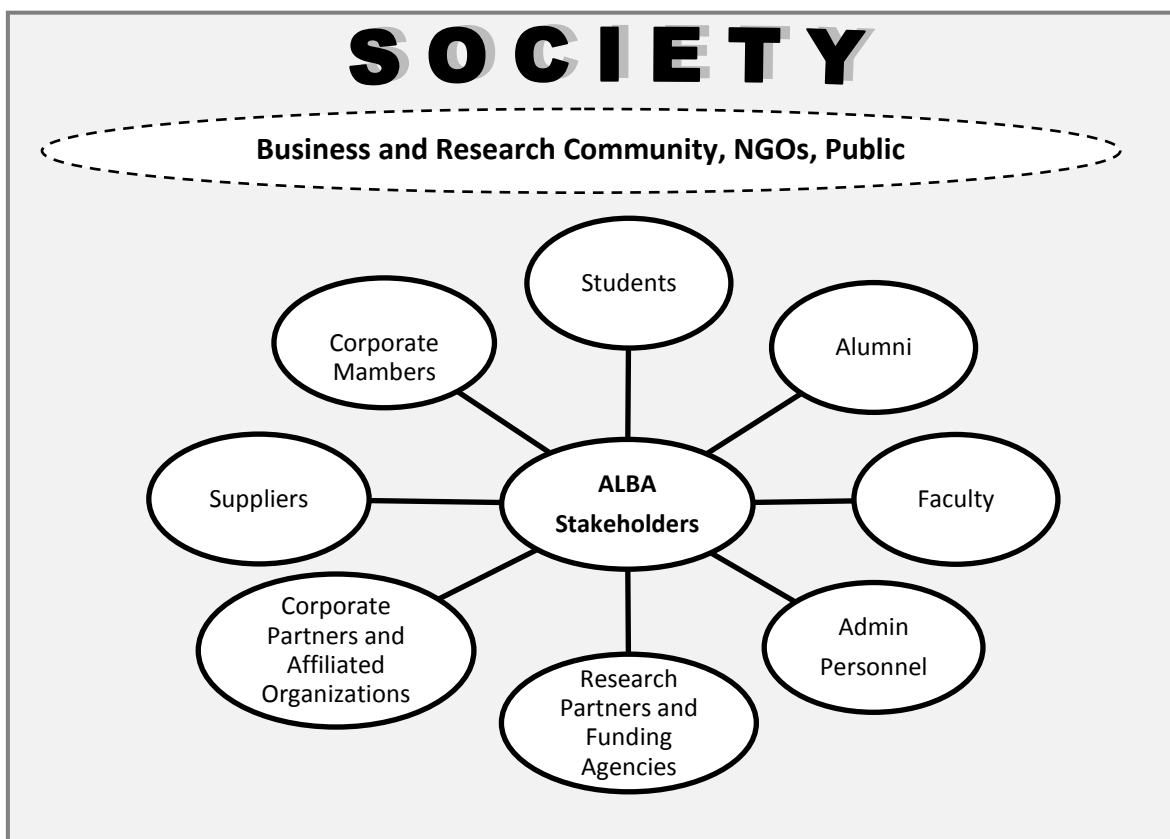 SOCIETY
Business and Research Community, NGOs, Public
Students
Corporate
Mambers
Alumni
Suppliers
ALBA
Stakeholders
Faculty
Corporate
Partners and
Affiliated
Organizations
Research
Partners and
Funding
Agencies
Admin
Personnel